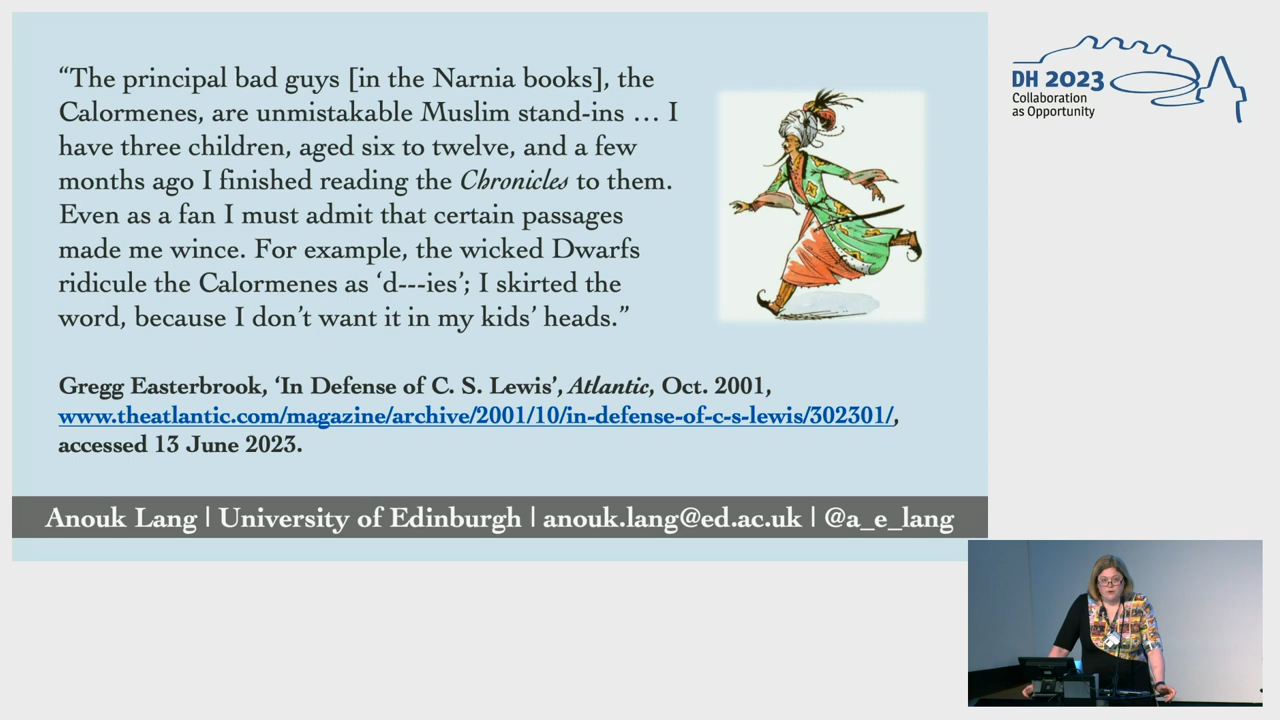 “The principal bad guys [in the Narnia books], the
Calormenes, are unmistakable Muslim stand-ins … I
have three children, aged six to twelve, and a few
months ago I finished reading the Chronicles to them.
Even as a fan I must admit that certain passages
made me wince. For example, the wicked Dwarfs
ridicule the Calormenes as ‘d---ies’; I skirted the
word, because I don’t want it in my kids’ heads.”
Gregg Easterbrook, ‘In Defense of C. S. Lewis’, Atlantic, Oct. 2001,
www.theatlantic.com/magazine/archive/2001/10/in-defense-of-c-s-lewis/302301/,
accessed 13 June 2023.
Anouk Lang | University of Edinburgh | anouk.lang@ed.ac.uk | @a_e_lang
DH 2023
Collaboration
as Opportunity